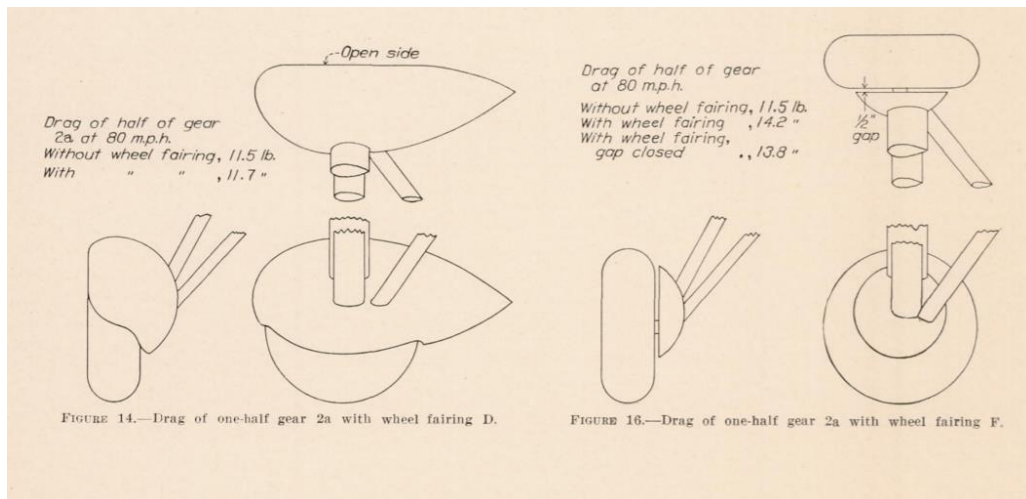 Open side
Drag of half of gear
2a at 80 m.p.h.
Without wheel fairing, 11.5 lb.
With " " , 11.7 "
FIGURE 14.—Drag of one-half gear 2a with wheel fairing D.
Drag of half of gear
at 80 m.p.h.
Without wheel fairing, 11.5 lb.
With wheel fairing , 14.2 "
With wheel fairing,
gap closed ., 13.8 "
1/2"
gap
FIGURE 16.—Drag of one-half gear 2a with wheel fairing F.